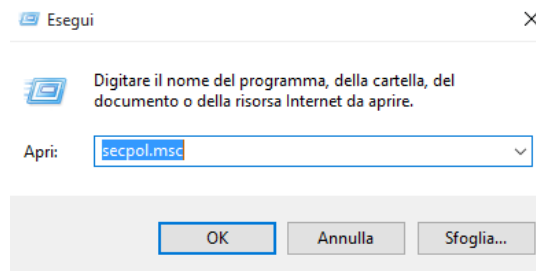 Esegui
Digitare il nome del programma, della cartella, del
documento o della risorsa Internet da aprire.
Apri: secpol.msc
OK Annulla Sfoglia...